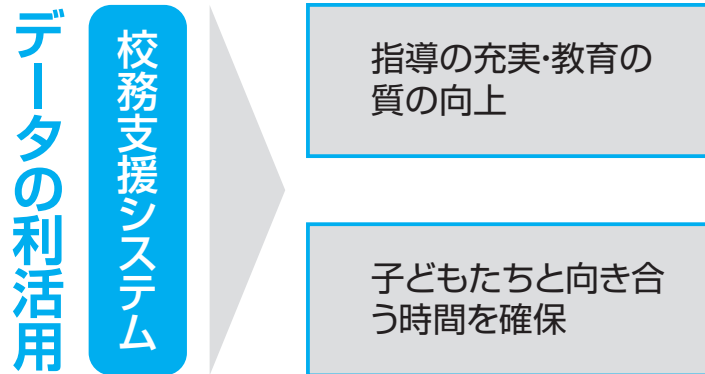 データの利活用
校務支援システム
指導の充実・教育の
質の向上
子どもたちと向き合
う時間を確保